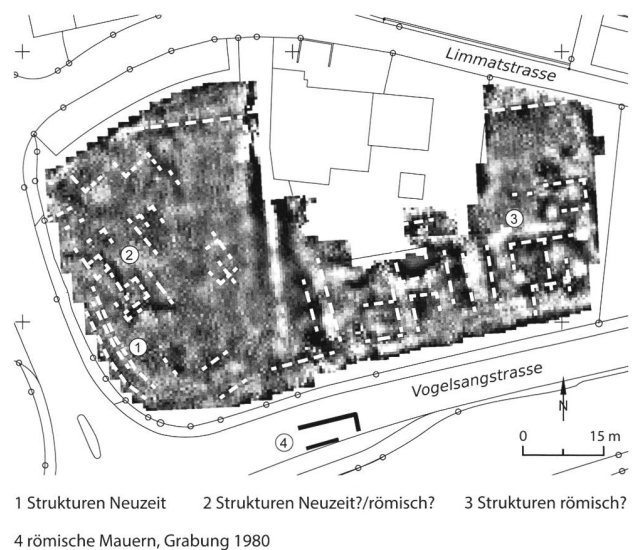 Limmatstrasse
3
2
1
Vogelsangstrasse
N
4
0 15 m
1 Strukturen Neuzeit 2 Strukturen Neuzeit?/römisch? 3 Strukturen römisch?
4 römische Mauern, Grabung 1980